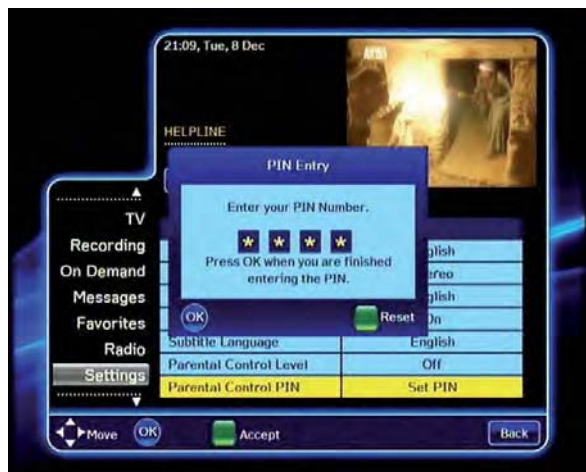 21:09, Tue, 8 Dec
HELPLINE
PIN Entry
Enter your PIN Number.
* * * *
Press OK when you are finished
entering the PIN.
OK
Reset
TV
Recording
On Demand
Messages
Favorites
Radio
Settings
glish
ereo
glish
On
Subtitle Language English
Parental Control Level Off
Parental Control PIN Set PIN
Move OK Accept Back